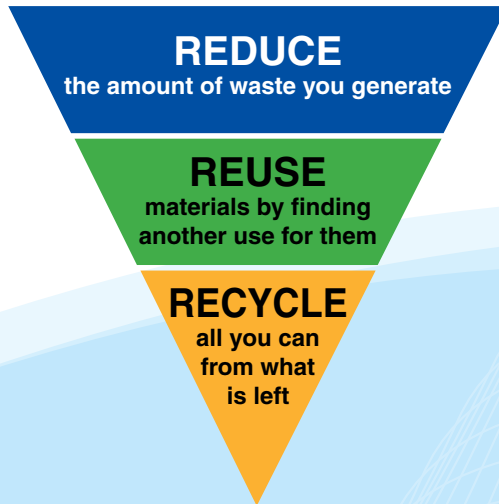 REDUCE
the amount of waste you generate
REUSE
materials by finding
another use for them
RECYCLE
all you can
from what
is left